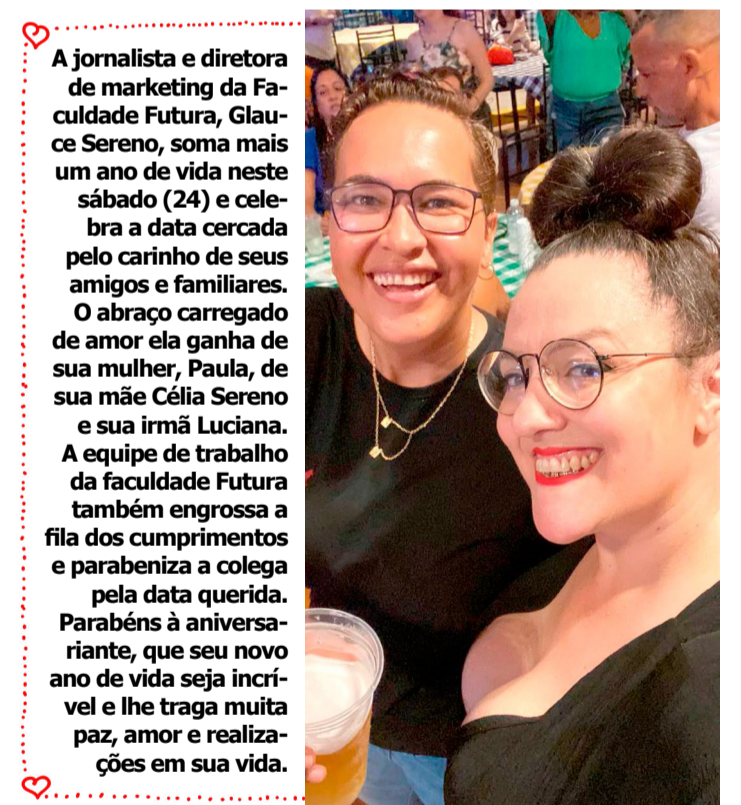 A jornalista e diretora
de marketing da Fa-
culdade Futura, Glau-
ce Sereno, soma mais
um ano de vida neste
sábado (24) e cele-
bra a data cercada
pelo carinho de seus
amigos e familiares.
O abraço carregado
de amor ela ganha de
sua mulher, Paula, de
sua mãe Célia Sereno
e sua irmã Luciana.
A equipe de trabalho
da faculdade Futura
também engrossa a
fila dos cumprimentos
e parabeniza a colega
pela data querida.
Parabéns à aniversa-
riante, que seu novo
ano de vida seja incrí-
vel e lhe traga muita
paz, amor e realiza-
ções em sua vida.